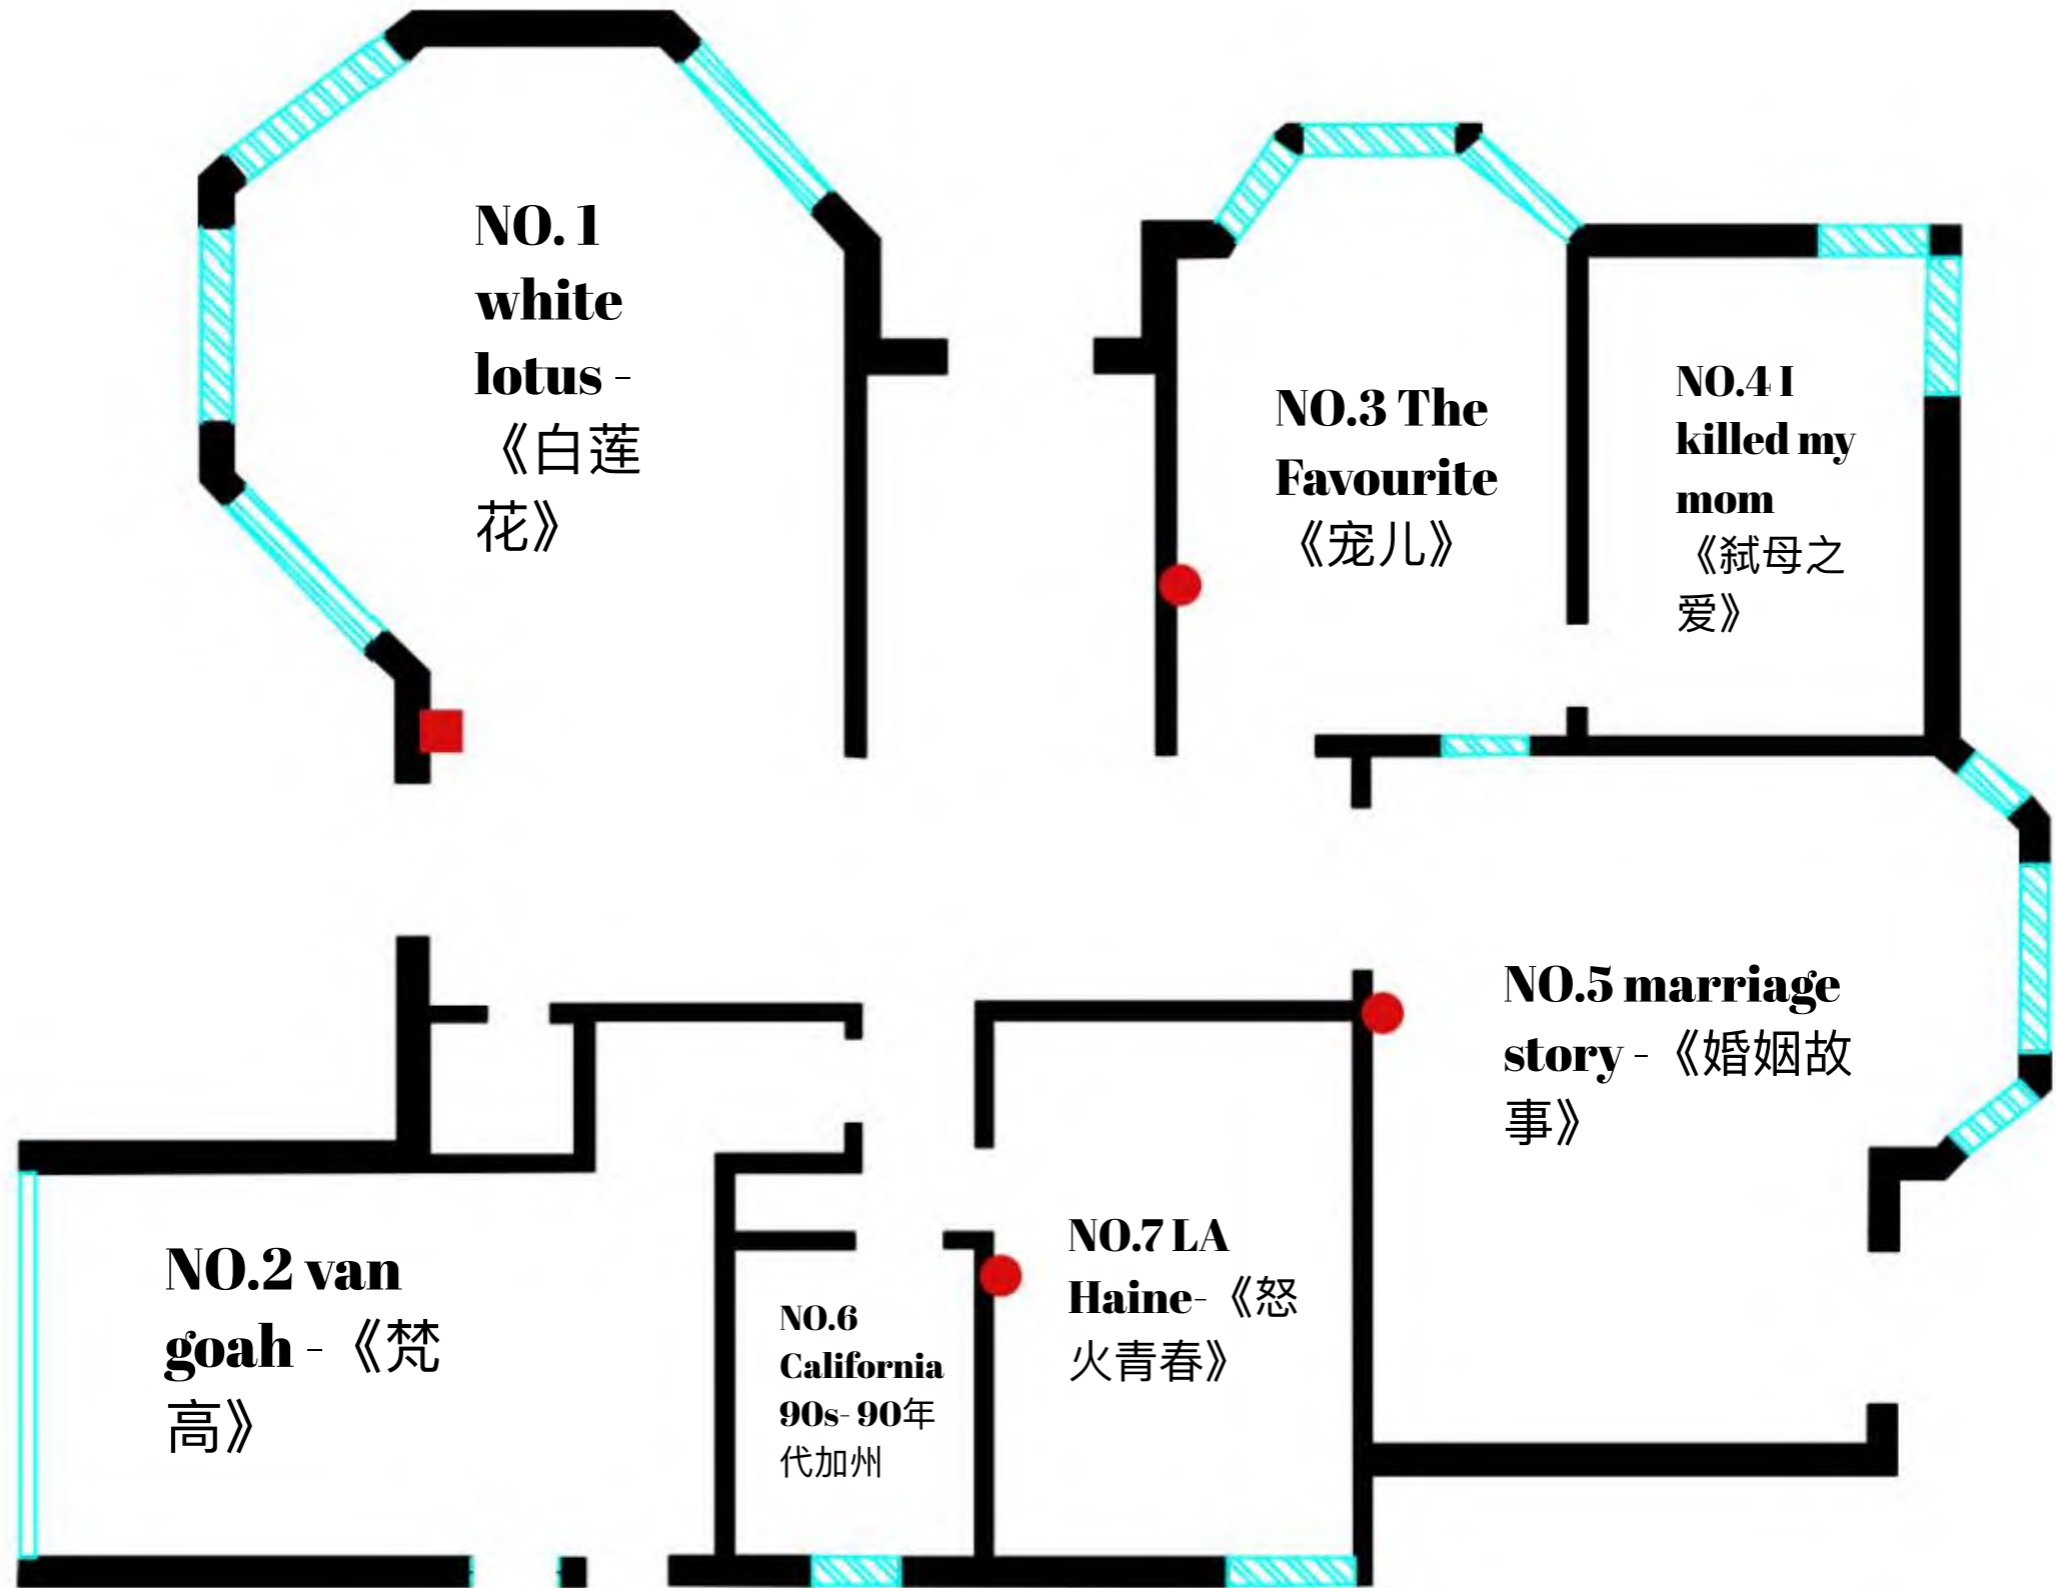 NO. 1
white
lotus -
《白莲
花》
NO.3 The
Favourite
《宠儿》
NO.4 I
killed my
mom
《弑母之
爱》
NO.5 marriage
story -《婚姻故
事》
NO.2 van
goah -《梵
高》
NO.6
California
90s- 90年
代加州
NO.7 LA
Haine-《怒
火青春》